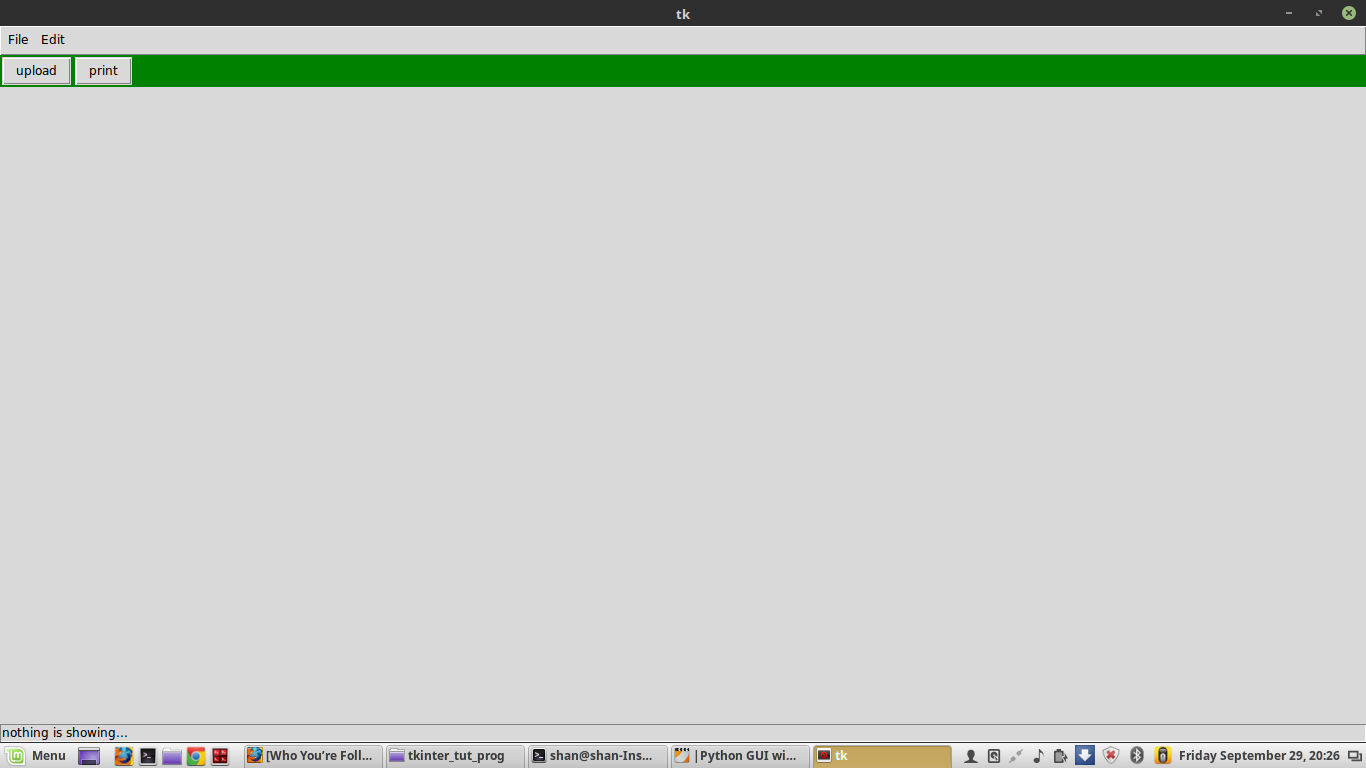 tk
File Edit
upload print
nothing is showing...
Menu [Who You're Foll... tkinter_tut_prog shan@shan-Ins... |Python GUI wi... tk Friday September 29, 20:26